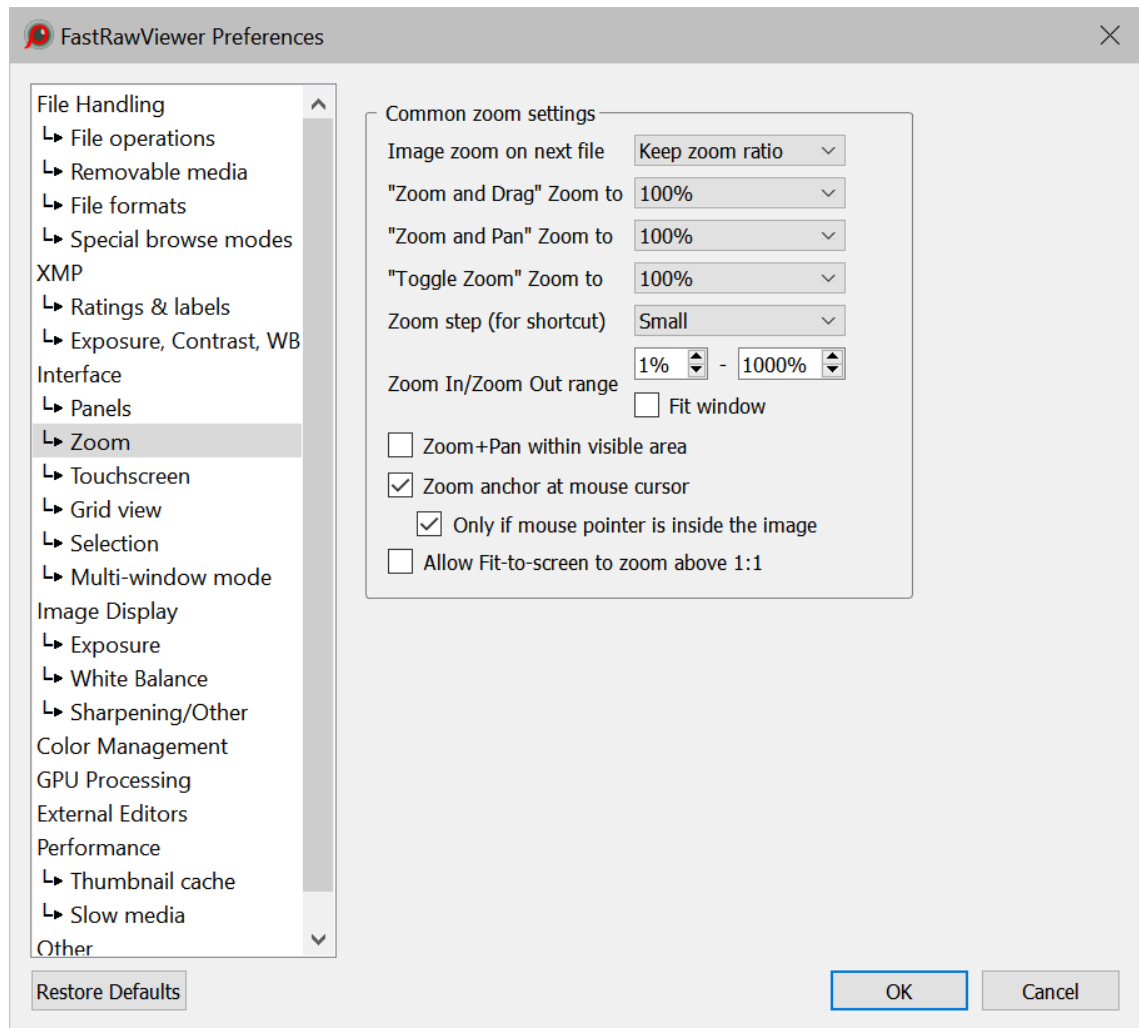 FastRawViewer Preferences
File Handling
File operations
Removable media
File formats
Special browse modes
XMP
Ratings & labels
Exposure, Contrast, WB
Interface
Panels
Zoom
Touchscreen
Grid view
Selection
Multi-window mode
Image Display
Exposure
White Balance
Sharpening/Other
Color Management
GPU Processing
External Editors
Performance
Thumbnail cache
Slow media
Other
Common zoom settings
Image zoom on next file Keep zoom ratio
"Zoom and Drag" Zoom to 100%
"Zoom and Pan" Zoom to 100%
"Toggle Zoom" Zoom to 100%
Zoom step (for shortcut) Small
Zoom In/Zoom Out range 1% - 1000%
Fit window
Zoom+Pan within visible area
Zoom anchor at mouse cursor
Only if mouse pointer is inside the image
Allow Fit-to-screen to zoom above 1:1
Restore Defaults OK Cancel